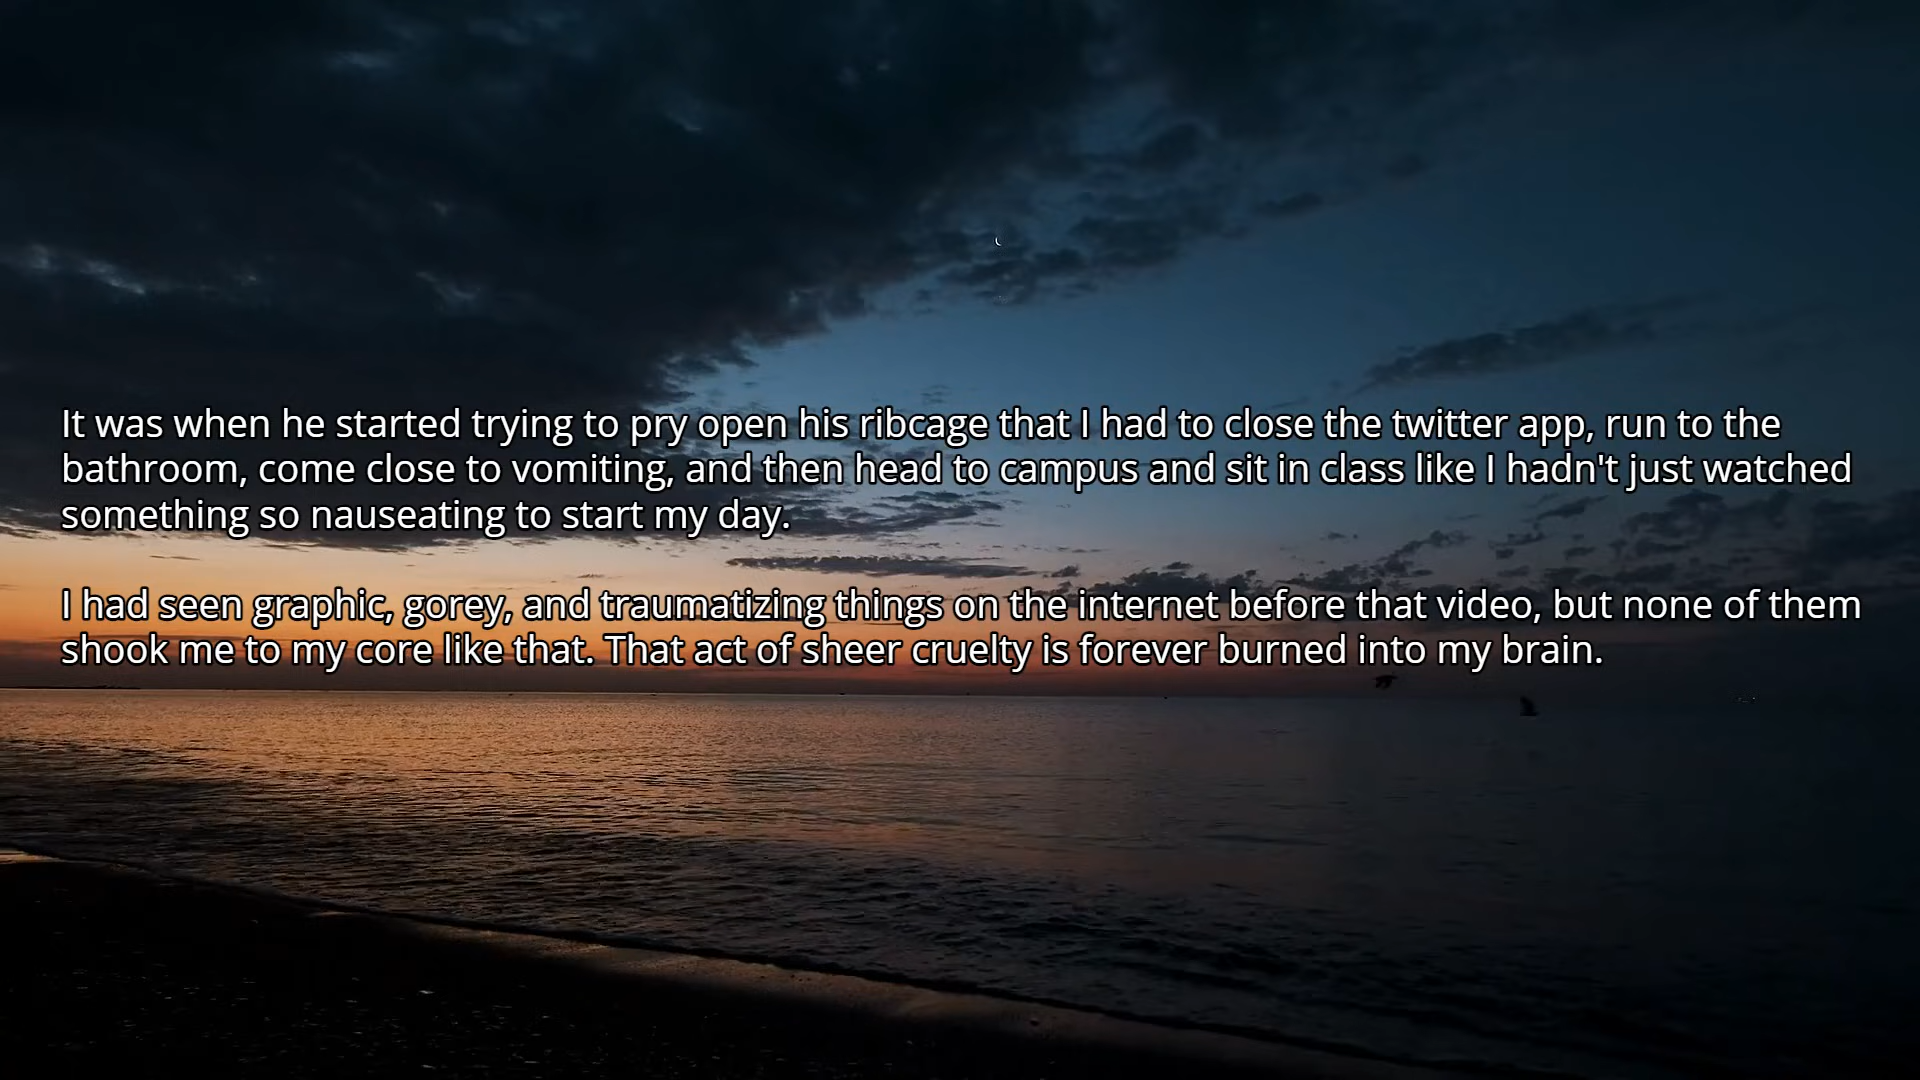 It was when he started trying to pry open his ribcage that I had to close the twitter app, run to the
bathroom, come close to vomiting, and then head to campus and sit in class like I hadn't just watched
something so nauseating to start my day.
I had seen graphic, gorey, and traumatizing things on the internet before that video, but none of them
shook me to my core like that. That act of sheer cruelty is forever burned into my brain.